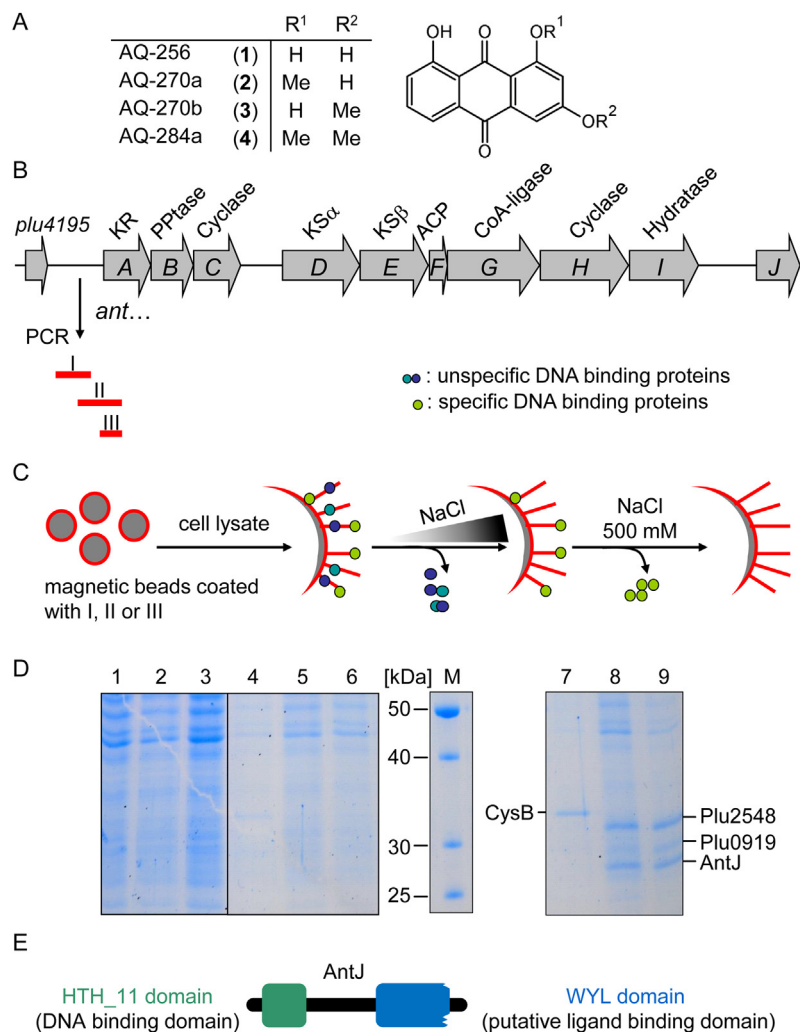 A
R¹ R²
AQ-256 (1) H H
AQ-270a (2) Me H
AQ-270b (3) H Me
AQ-284a (4) Me Me
OH O OR¹
OR²
O
B
plu4195 KR PPtase Cyclase KSα KSβ ACP CoA-ligase Cyclase Hydratase
A B C D E F G H I J
ant...
PCR
I
II
III
: unspecific DNA binding proteins
: specific DNA binding proteins
C
cell lysate
NaCl
NaCl
500 mM
magnetic beads coated
with I, II or III
D
1 2 3 4 5 6 [kDa] M 7 8 9
50
40
30
25
CysB
Plu2548
Plu0919
AntJ
E
AntJ
HTH_11 domain
(DNA binding domain)
WYL domain
(putative ligand binding domain)